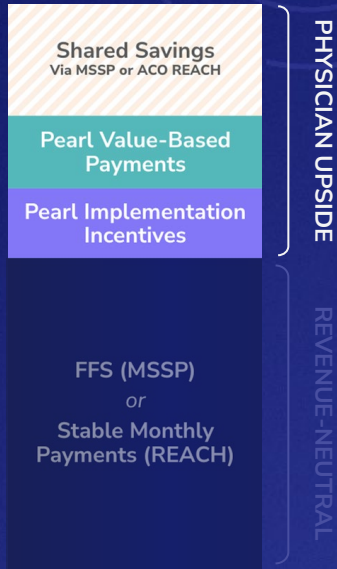 Shared Savings
Via MSSP or ACO REACH
Pearl Value-Based
Payments
Pearl Implementation
Incentives
PHYSICIAN UPSIDE
FFS (MSSP)
or
Stable Monthly
Payments (REACH)
REVENUE-NEUTRAL